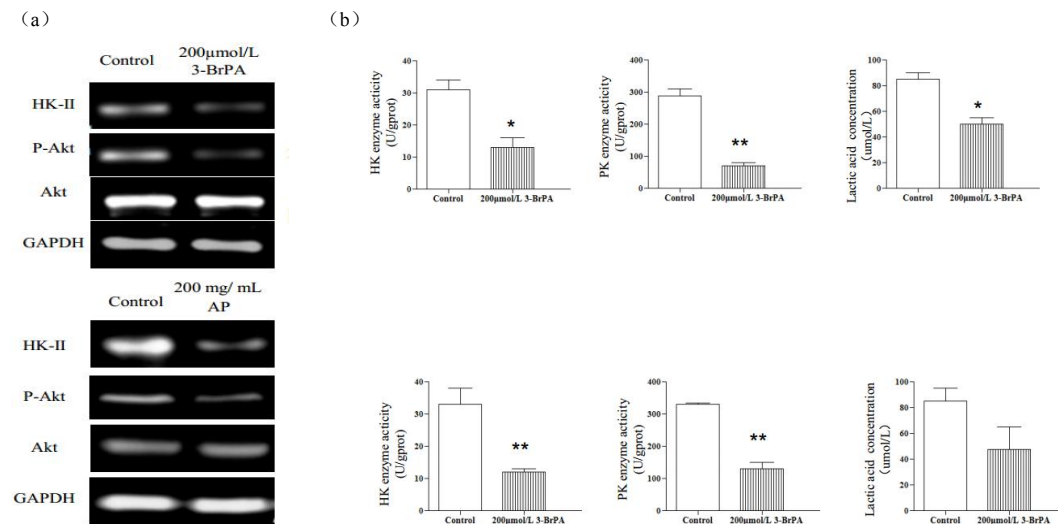 （a）
Control 200μmol/L
3-BrPA
HK-II
P-Akt
Akt
GAPDH
Control 200 mg/ mL
AP
HK-II
P-Akt
Akt
GAPDH
（b）
HK enzyme acticity
(U/gprot)
40
30
20
10
0
*
Control 200μmol/L 3-BrPA
PK enzyme acticity
(U/gprot)
400
300
200
100
0
**
Control 200μmol/L 3-BrPA
Lactic acid concentration
（umol/L）
100
80
60
40
20
0
*
Control 200μmol/L 3-BrPA
HK enzyme acticity
(U/gprot)
40
30
20
10
0
**
Control 200μmol/L 3-BrPA
PK enzyme acticity
(U/gprot)
400
300
200
100
0
**
Control 200μmol/L 3-BrPA
Lactic acid concentration
（umol/L）
100
80
60
40
20
0
Control 200μmol/L 3-BrPA